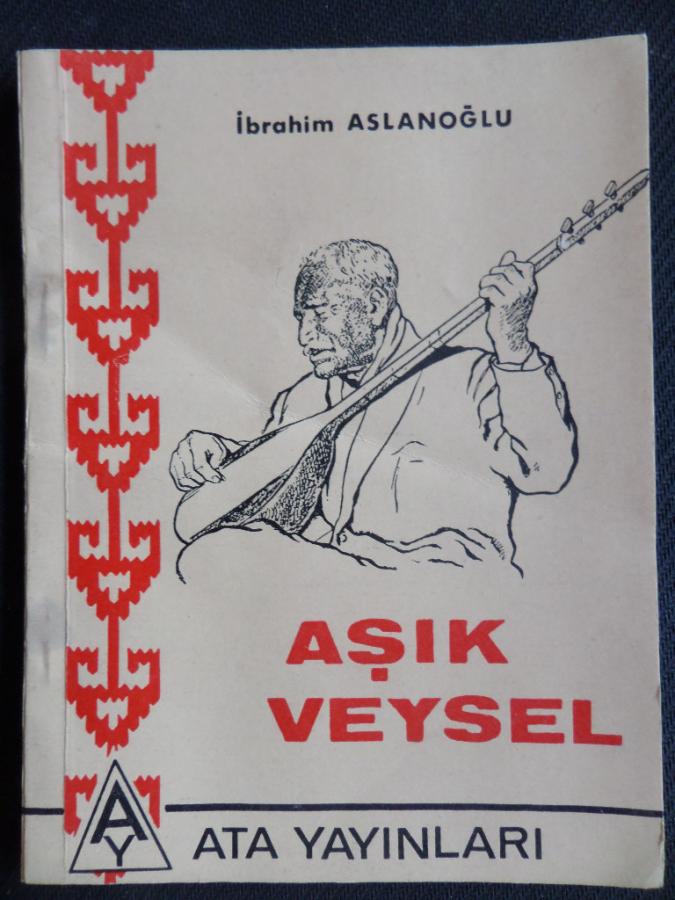 İbrahim ASLANOĞLU
AŞIK
VEYSEL
AY
ATA YAYINLARI